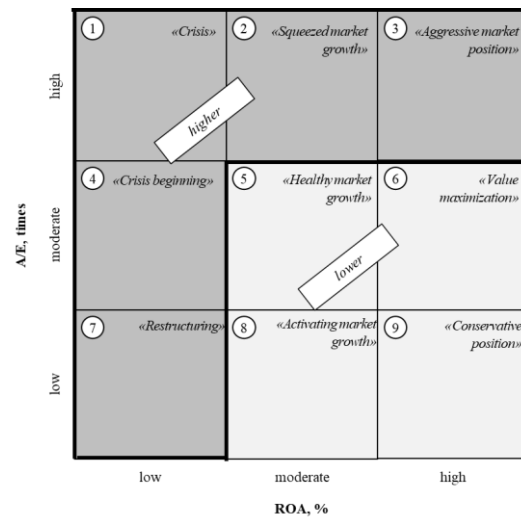 1
«Crisis»
2
«Squeezed market
growth»
3
«Aggressive market
position»
high
higher
4
«Crisis beginning»
5
«Healthy market
growth»
6
«Value
maximization»
A/E, times
moderate
lower
7
«Restructuring»
8
«Activating market
growth»
9
«Conservative
position»
low
low
moderate
high
ROA, %